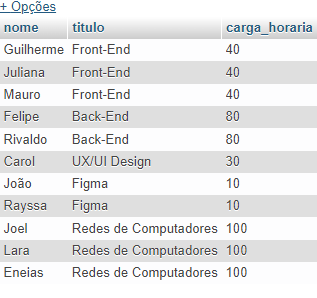 + Opções
nome titulo carga_horaria
Guilherme Front-End 40
Juliana Front-End 40
Mauro Front-End 40
Felipe Back-End 80
Rivaldo Back-End 80
Carol UX/UI Design 30
João Figma 10
Rayssa Figma 10
Joel Redes de Computadores 100
Lara Redes de Computadores 100
Eneias Redes de Computadores 100